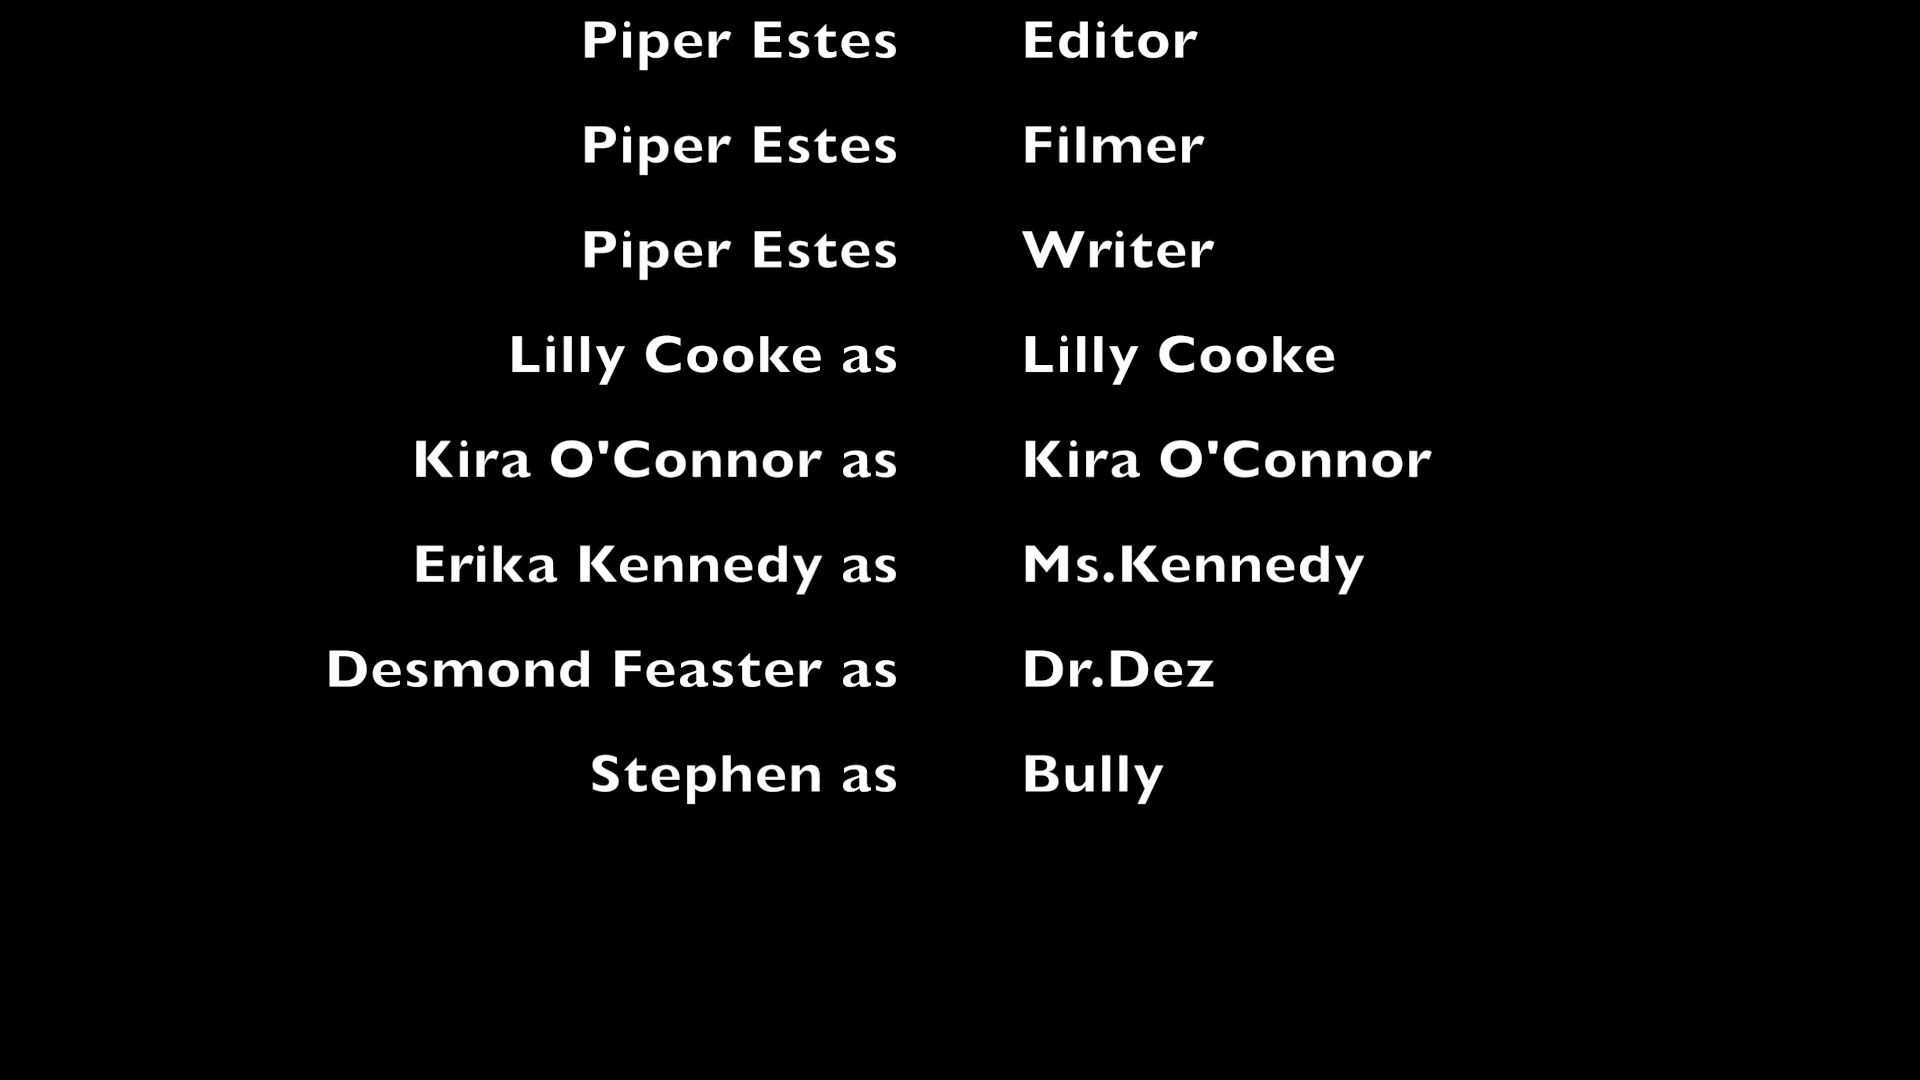 Piper Estes Editor
Piper Estes Filmer
Piper Estes Writer
Lilly Cooke as Lilly Cooke
Kira O'Connor as Kira O'Connor
Erika Kennedy as Ms.Kennedy
Desmond Feaster as Dr.Dez
Stephen as Bully